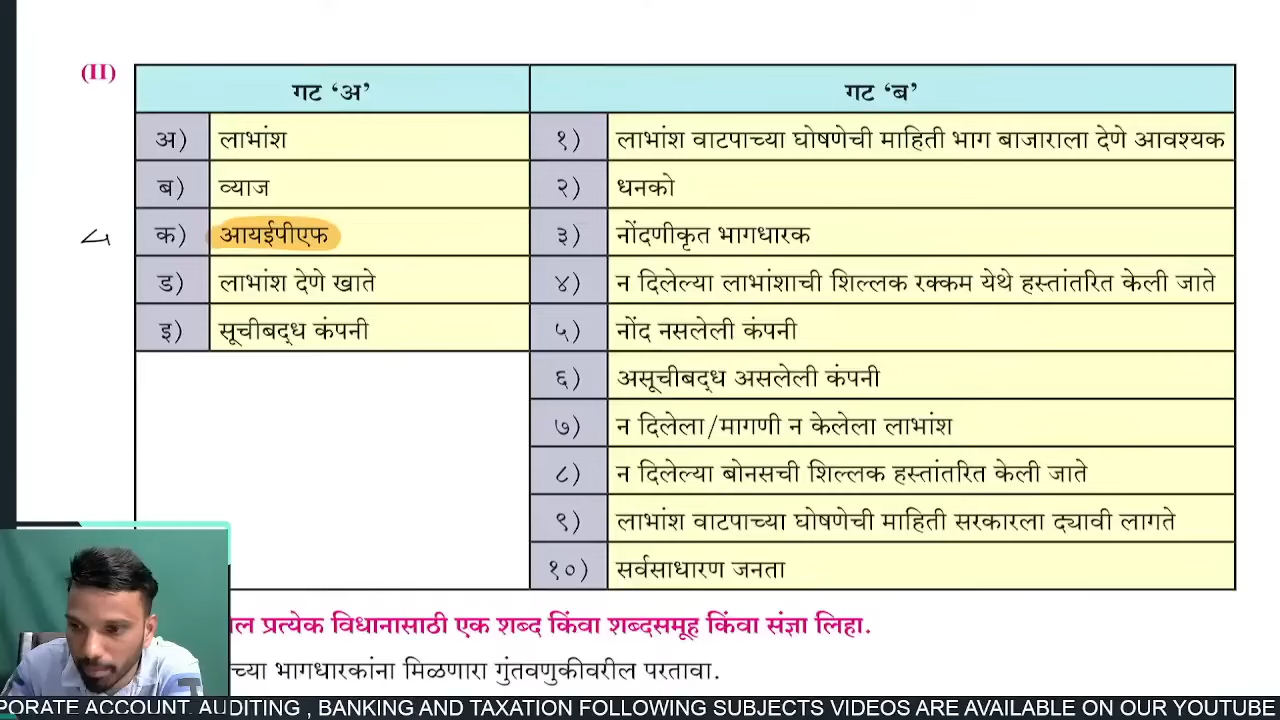 (II)
गट ‘अ’ गट ‘ब’
अ) लाभांश १) लाभांश वाटपाच्या घोषणेची माहिती भाग बाजाराला देणे आवश्यक
ब) व्याज २) धनको
क) आयईपीएफ ३) नोंदणीकृत भागधारक
ड) लाभांश देणे खाते ४) न दिलेल्या लाभांशाची शिल्लक रक्कम येथे हस्तांतरित केली जाते
इ) सूचीबद्ध कंपनी ५) नोंद नसलेली कंपनी
६) असूचीबद्ध असलेली कंपनी
७) न दिलेला/मागणी न केलेला लाभांश
८) न दिलेल्या बोनसची शिल्लक हस्तांतरित केली जाते
९) लाभांश वाटपाच्या घोषणेची माहिती सरकारला द्यावी लागते
१०) सर्वसाधारण जनता
प्रत्येक विधानासाठी एक शब्द किंवा शब्दसमूह किंवा संज्ञा लिहा.
भागधारकांना मिळणारा गुंतवणुकीवरील परतावा.
PORATE ACCOUNT, AUDITING , BANKING AND TAXATION FOLLOWING SUBJECTS VIDEOS ARE AVAILABLE ON OUR YOUTUBE